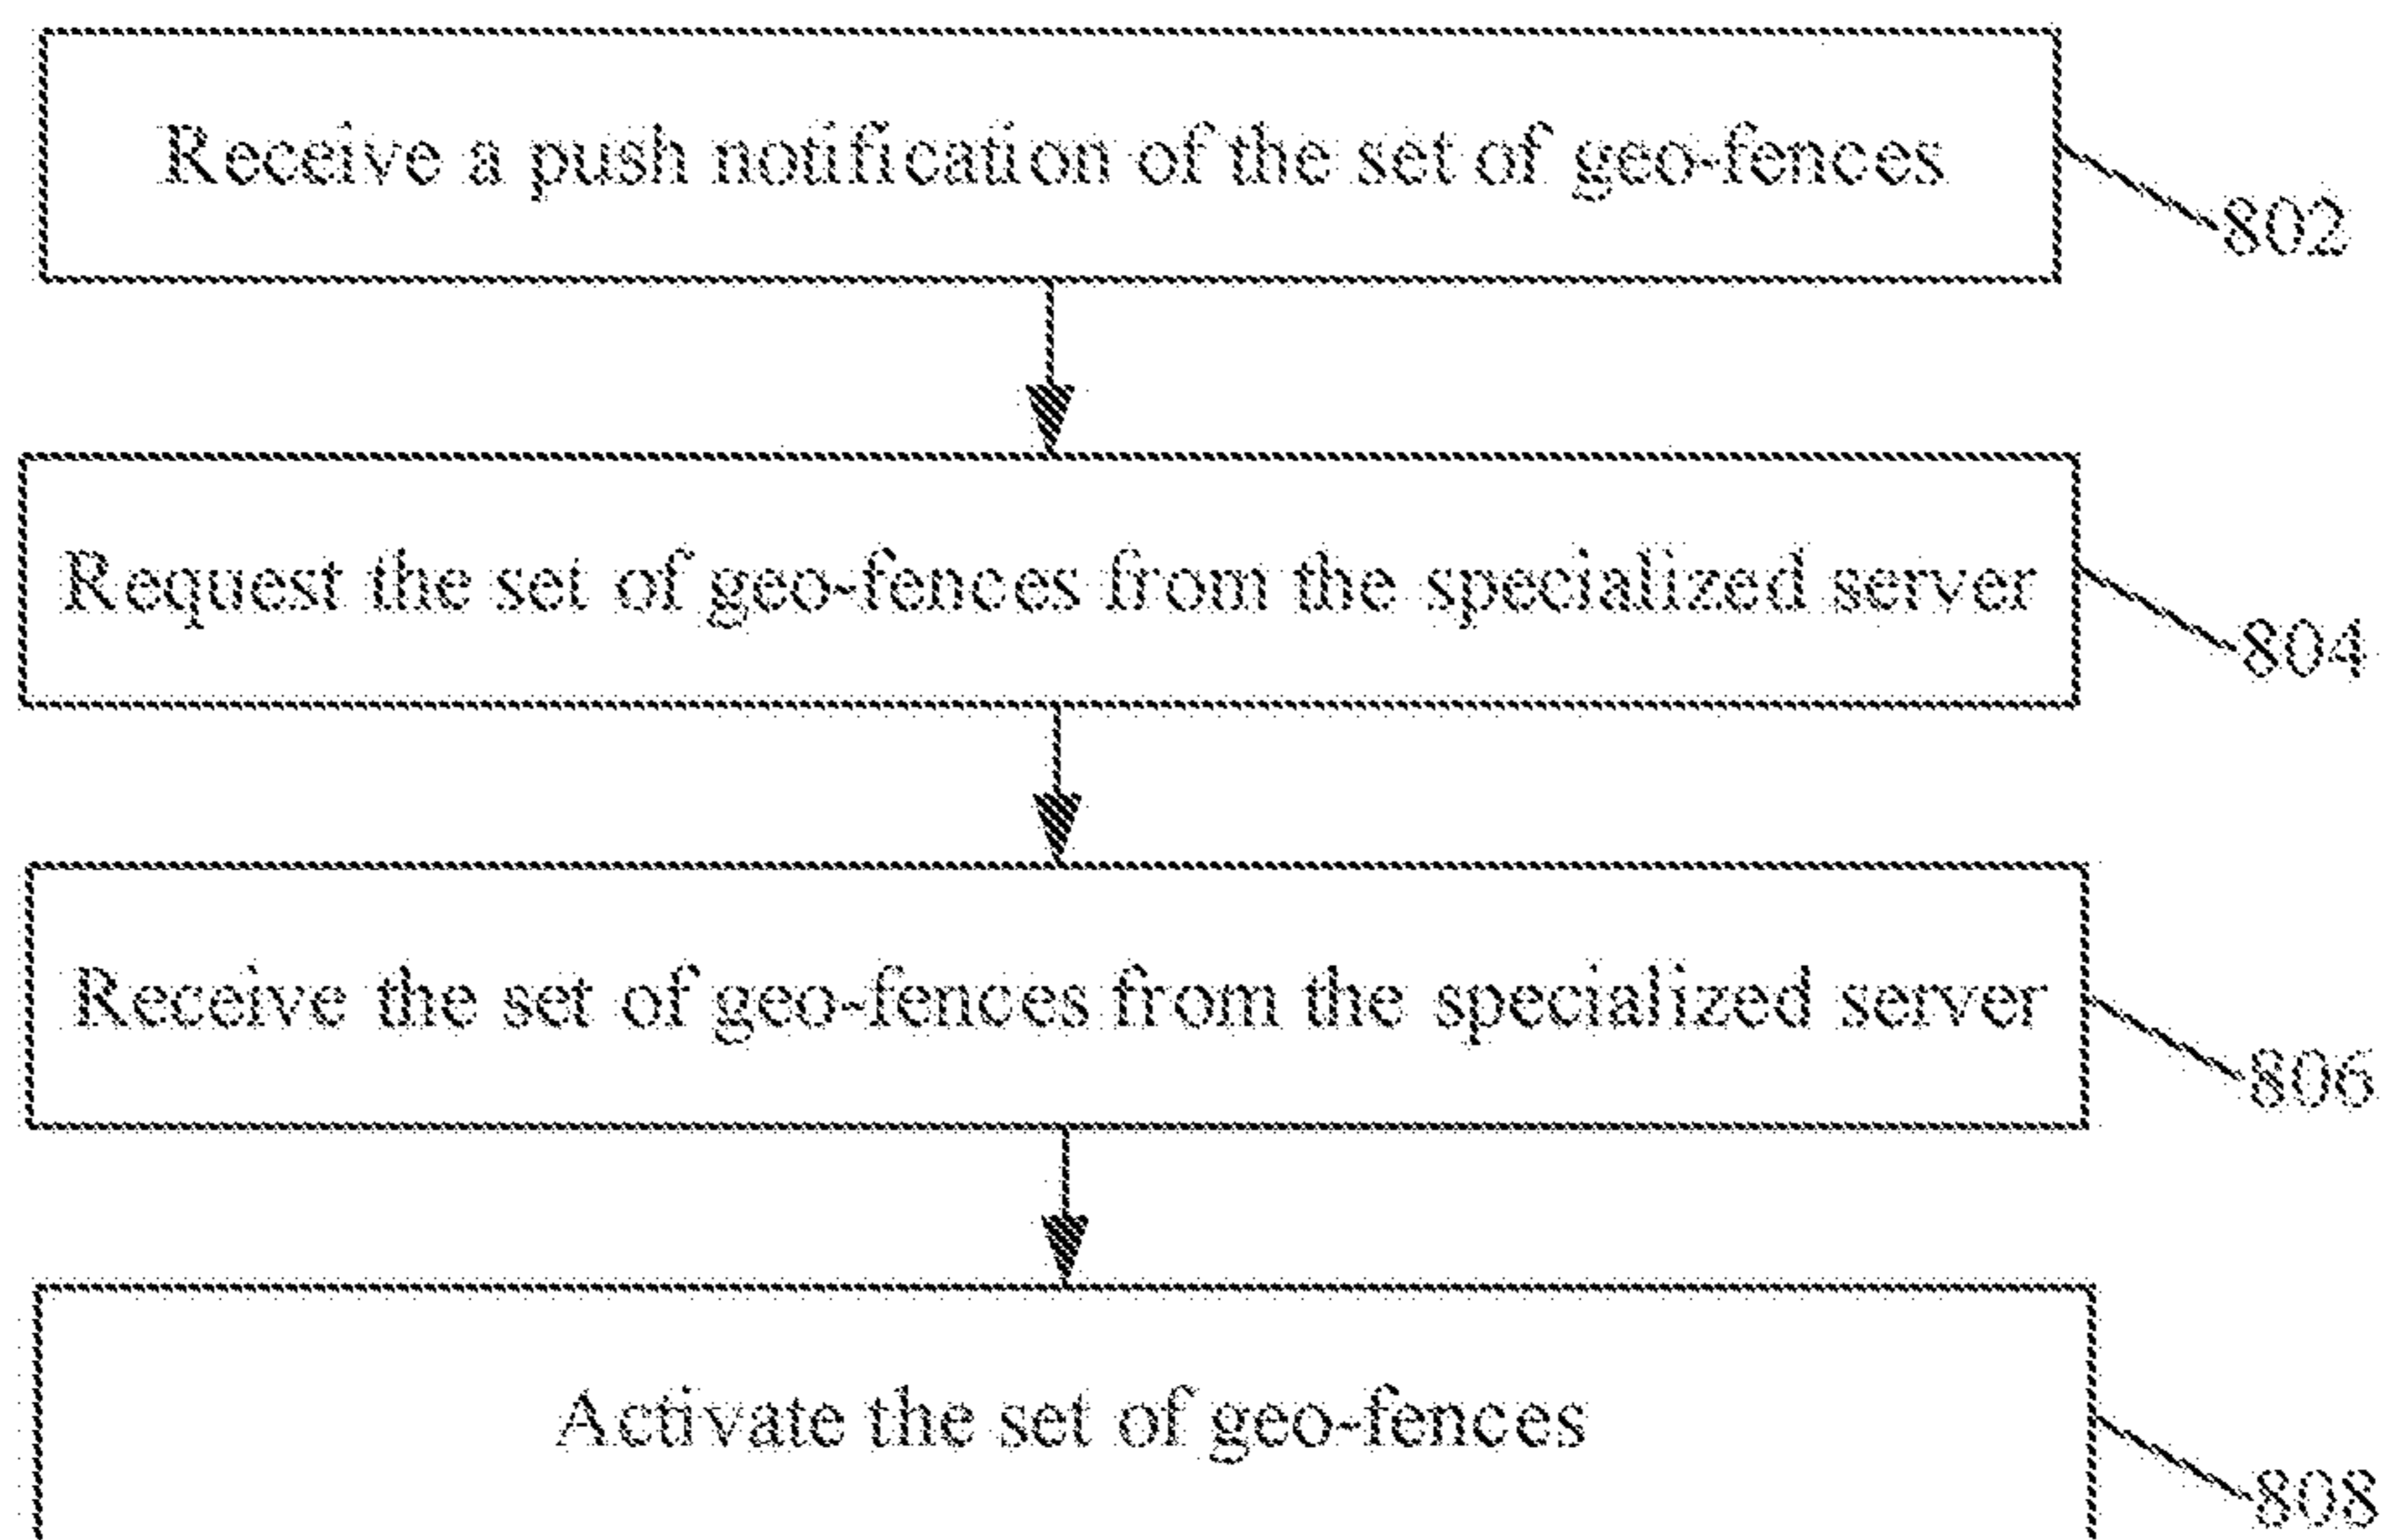 Receive a push notification of the set of geo-fences
802
Request the set of geo-fences from the specialized server
804
Receive the set of geo-fences from the specialized server
806
Activate the set of geo-fences
808